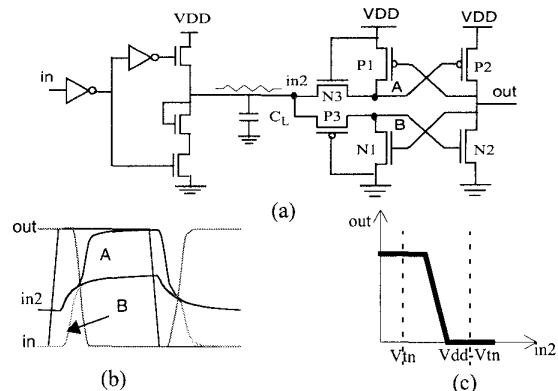 VDD
VDD
VDD
in
in2
P1
A
P2
out
N3
P3
CL
B
N1
N2
(a)
out
A
in2
B
in
(b)
out
Vtn
Vdd-Vtn
in2
(c)